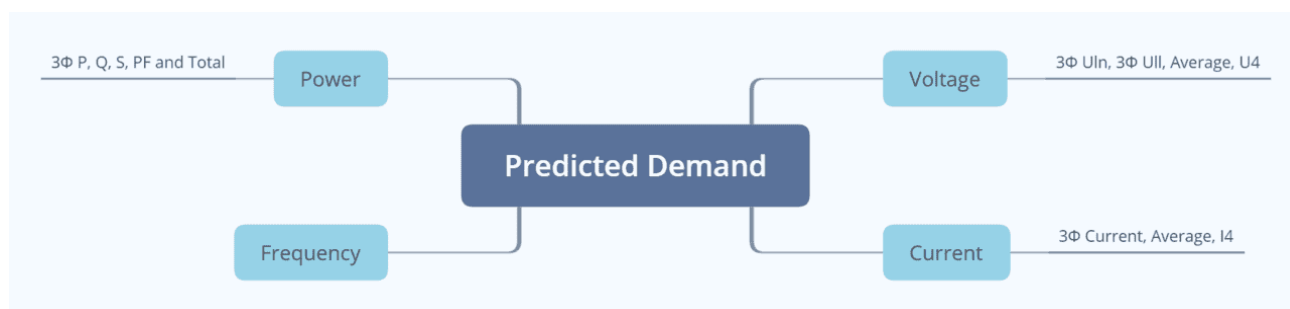 3Φ P, Q, S, PF and Total
Power
Voltage
3Φ Uln, 3Φ Ull, Average, U4
Predicted Demand
Frequency
Current
3Φ Current, Average, I4